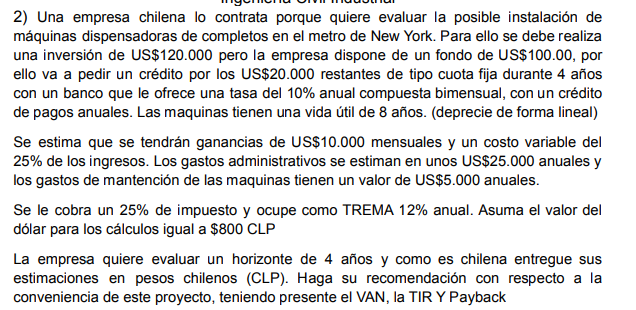 Ingeniería Civil Industrial
2) Una empresa chilena lo contrata porque quiere evaluar la posible instalación de
máquinas dispensadoras de completos en el metro de New York. Para ello se debe realiza
una inversión de US$120.000 pero la empresa dispone de un fondo de US$100.00, por
ello va a pedir un crédito por los US$20.000 restantes de tipo cuota fija durante 4 años
con un banco que le ofrece una tasa del 10% anual compuesta bimensual, con un crédito
de pagos anuales. Las maquinas tienen una vida útil de 8 años. (deprecie de forma lineal)
Se estima que se tendrán ganancias de US$10.000 mensuales y un costo variable del
25% de los ingresos. Los gastos administrativos se estiman en unos US$25.000 anuales y
los gastos de mantención de las maquinas tienen un valor de US$5.000 anuales.
Se le cobra un 25% de impuesto y ocupe como TREMA 12% anual. Asuma el valor del
dólar para los cálculos igual a $800 CLP
La empresa quiere evaluar un horizonte de 4 años y como es chilena entregue sus
estimaciones en pesos chilenos (CLP). Haga su recomendación con respecto a la
conveniencia de este proyecto, teniendo presente el VAN, la TIR Y Payback